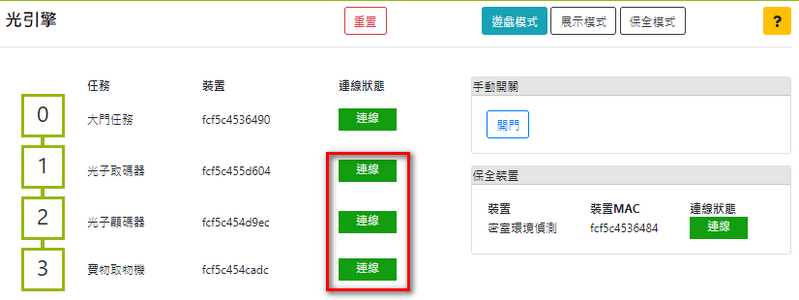 光引擎
重置
遊戲模式 展示模式 保全模式 ?
任務 裝置 連線狀態
0 大門任務 fcf5c4536490 連線
1 光子取碼器 fcf5c455d604 連線
2 光子顯碼器 fcf5c454d9ec 連線
3 寶物取物機 fcf5c454cadc 連線
手動開關
開門
保全裝置
裝置 裝置MAC 連線狀態
密室環境偵測 fcf5c4536484 連線